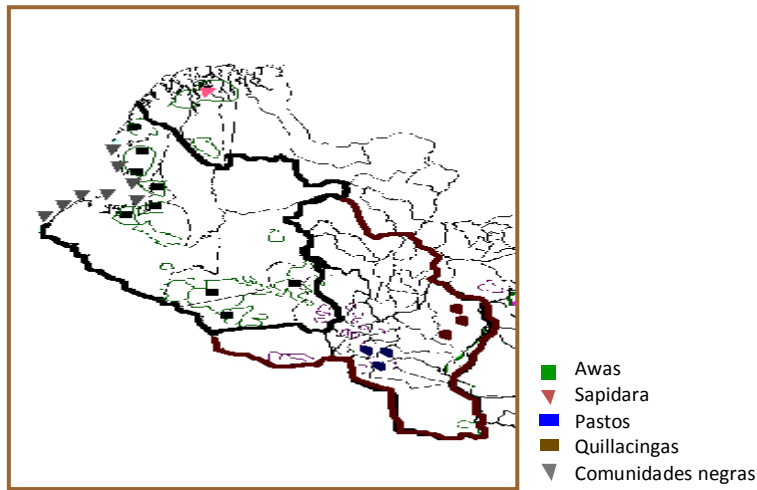 Awas
Sapidara
Pastos
Quillacingas
Comunidades negras